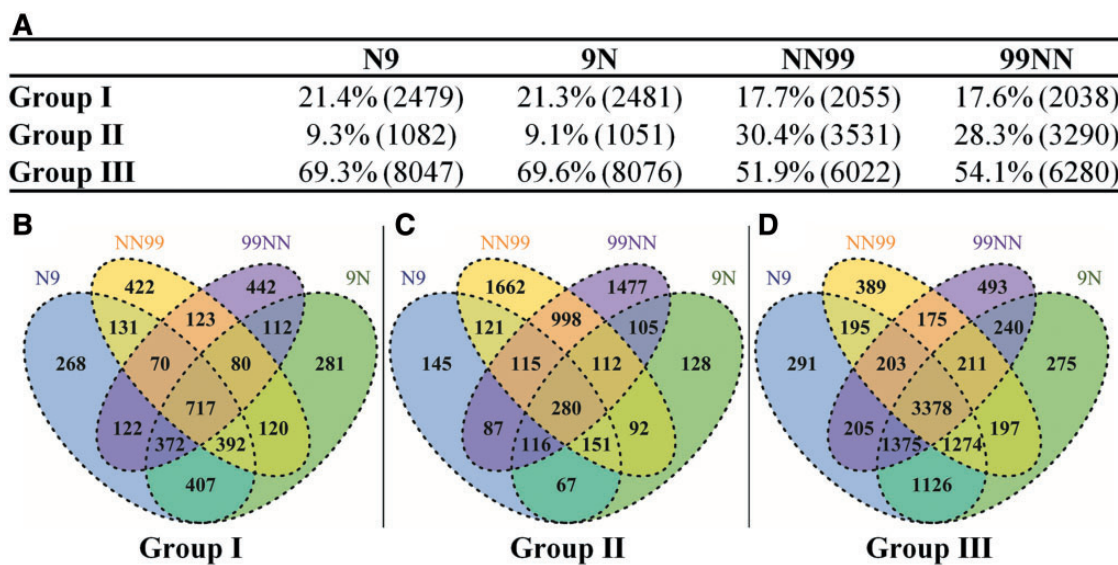 A
N9 9N NN99 99NN
Group I 21.4% (2479) 21.3% (2481) 17.7% (2055) 17.6% (2038)
Group II 9.3% (1082) 9.1% (1051) 30.4% (3531) 28.3% (3290)
Group III 69.3% (8047) 69.6% (8076) 51.9% (6022) 54.1% (6280)
B
NN99 99NN
N9 9N
422 442
131 123 112
268 70 80 281
717
122 372 392 120
407
Group I
C
NN99 99NN
N9 9N
1662 1477
121 998 105
145 115 112 128
280
87 116 151 92
67
Group II
D
NN99 99NN
N9 9N
389 493
195 175 240
291 203 211 275
3378
205 1375 1274 197
1126
Group III